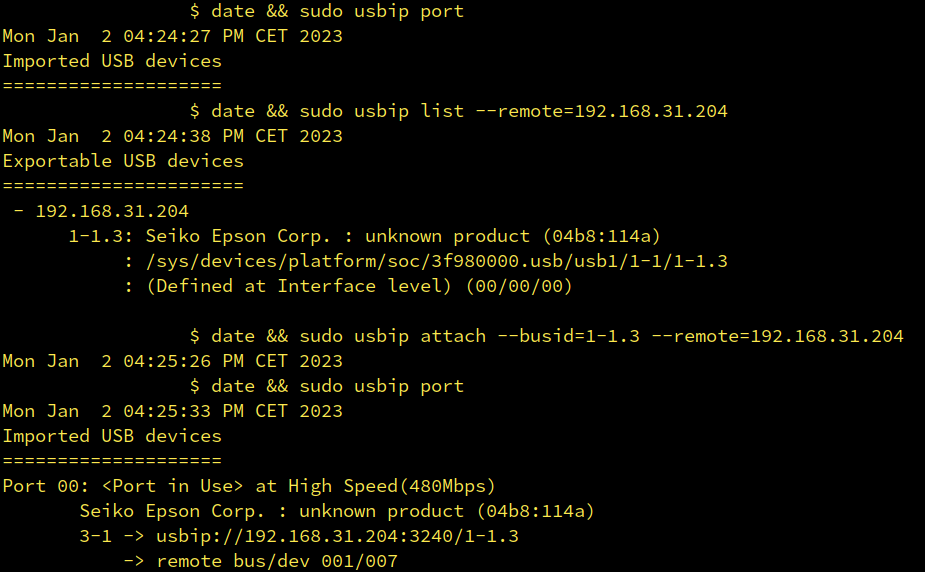 $ date && sudo usbip port
Mon Jan  2 04:24:27 PM CET 2023
Imported USB devices
====================
$ date && sudo usbip list --remote=192.168.31.204
Mon Jan  2 04:24:38 PM CET 2023
Exportable USB devices
======================
 - 192.168.31.204
      1-1.3: Seiko Epson Corp. : unknown product (04b8:114a)
           : /sys/devices/platform/soc/3f980000.usb/usb1/1-1/1-1.3
           : (Defined at Interface level) (00/00/00)
$ date && sudo usbip attach --busid=1-1.3 --remote=192.168.31.204
Mon Jan  2 04:25:26 PM CET 2023
$ date && sudo usbip port
Mon Jan  2 04:25:33 PM CET 2023
Imported USB devices
====================
Port 00: <Port in Use> at High Speed(480Mbps)
       Seiko Epson Corp. : unknown product (04b8:114a)
       3-1 -> usbip://192.168.31.204:3240/1-1.3
           -> remote bus/dev 001/007